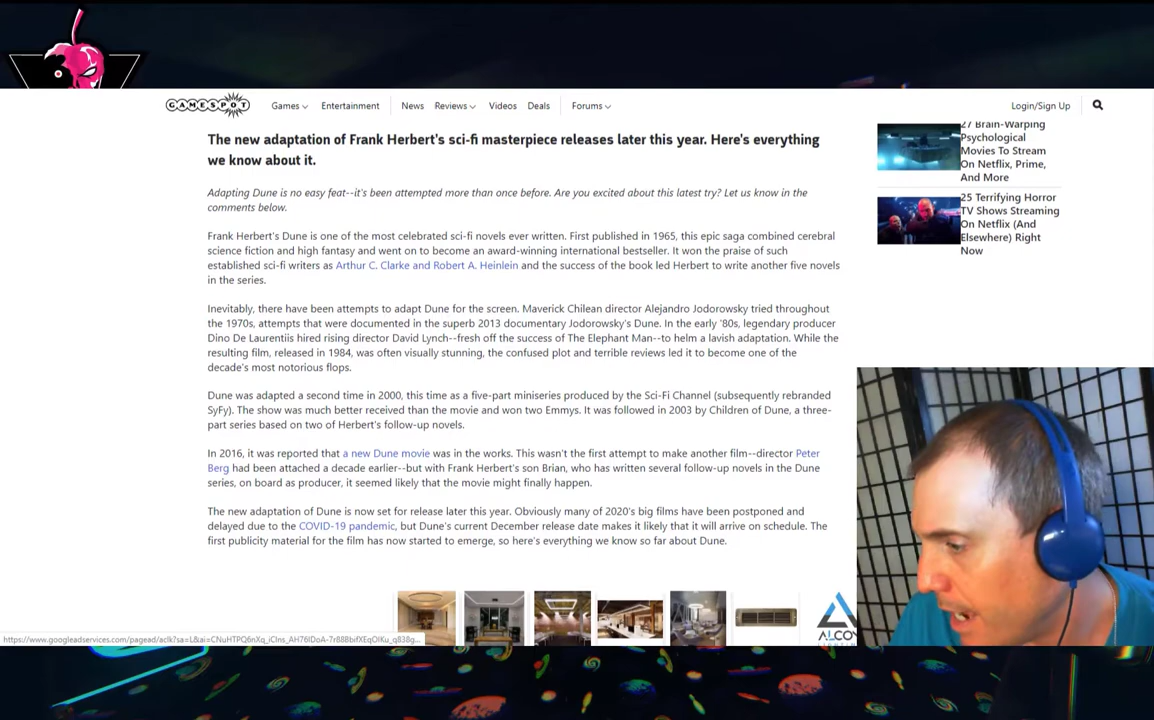 GAMESPOT Games Entertainment News Reviews Videos Deals Forums Login/Sign Up
The new adaptation of Frank Herbert's sci-fi masterpiece releases later this year. Here's everything
we know about it.
Adapting Dune is no easy feat--it's been attempted more than once before. Are you excited about this latest try? Let us know in the
comments below.
Frank Herbert's Dune is one of the most celebrated sci-fi novels ever written. First published in 1965, this epic saga combined cerebral
science fiction and high fantasy and went on to become an award-winning international bestseller. It won the praise of such
established sci-fi writers as Arthur C. Clarke and Robert A. Heinlein and the success of the book led Herbert to write another five novels
in the series.
Inevitably, there have been attempts to adapt Dune for the screen. Maverick Chilean director Alejandro Jodorowsky tried throughout
the 1970s, attempts that were documented in the superb 2013 documentary Jodorowsky's Dune. In the early '80s, legendary producer
Dino De Laurentiis hired rising director David Lynch--fresh off the success of The Elephant Man--to helm a lavish adaptation. While the
resulting film, released in 1984, was often visually stunning, the confused plot and terrible reviews led it to become one of the
decade's most notorious flops.
Dune was adapted a second time in 2000, this time as a five-part miniseries produced by the Sci-Fi Channel (subsequently rebranded
SyFy). The show was much better received than the movie and won two Emmys. It was followed in 2003 by Children of Dune, a three-
part series based on two of Herbert's follow-up novels.
In 2016, it was reported that a new Dune movie was in the works. This wasn't the first attempt to make another film--director Peter
Berg had been attached a decade earlier--but with Frank Herbert's son Brian, who has written several follow-up novels in the Dune
series, on board as producer, it seemed likely that the movie might finally happen.
The new adaptation of Dune is now set for release later this year. Obviously many of 2020's big films have been postponed and
delayed due to the COVID-19 pandemic, but Dune's current December release date makes it likely that it will arrive on schedule. The
first publicity material for the film has now started to emerge, so here's everything we know so far about Dune.
27 Brain-Warping
Psychological
Movies To Stream
On Netflix, Prime,
And More
25 Terrifying Horror
TV Shows Streaming
On Netflix (And
Elsewhere) Right
Now